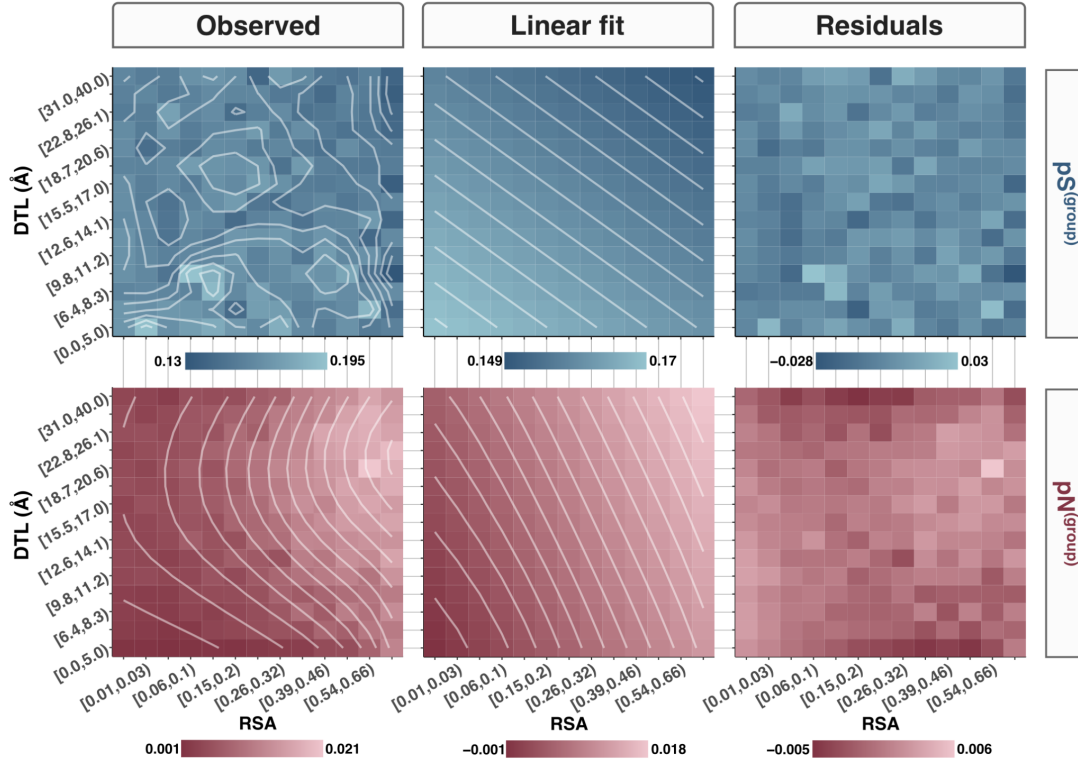 Observed
Linear fit
Residuals
DTL (Å)
[31.0,40.0)
[22.8,26.1)
[18.7,20.6)
[15.5,17.0)
[12.6,14.1)
[9.8,11.2)
[6.4,8.3)
[0.0,5.0)
pS(group)
0.13 0.195
0.149 0.17
−0.028 0.03
DTL (Å)
[31.0,40.0)
[22.8,26.1)
[18.7,20.6)
[15.5,17.0)
[12.6,14.1)
[9.8,11.2)
[6.4,8.3)
[0.0,5.0)
pN(group)
[0.01,0.03) [0.06,0.1) [0.15,0.2) [0.26,0.32) [0.39,0.46) [0.54,0.66)
[0.01,0.03) [0.06,0.1) [0.15,0.2) [0.26,0.32) [0.39,0.46) [0.54,0.66)
[0.01,0.03) [0.06,0.1) [0.15,0.2) [0.26,0.32) [0.39,0.46) [0.54,0.66)
RSA
RSA
RSA
0.001 0.021
−0.001 0.018
−0.005 0.006